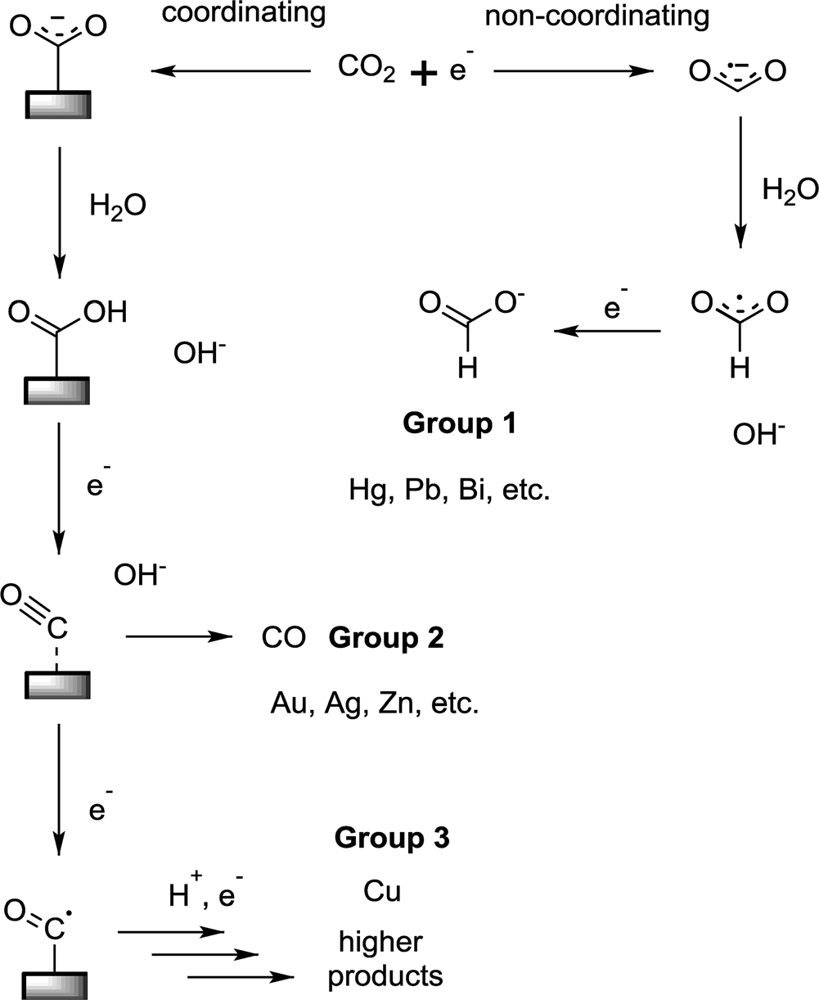 coordinating
non-coordinating
O - O
CO₂ + e⁻
O •− O
H₂O
H₂O
O OH
OH⁻
O O⁻
H
e⁻
O • O
H
OH⁻
Group 1
Hg, Pb, Bi, etc.
e⁻
OH⁻
O
C
CO Group 2
Au, Ag, Zn, etc.
e⁻
Group 3
H⁺, e⁻
Cu
O
C•
higher
products